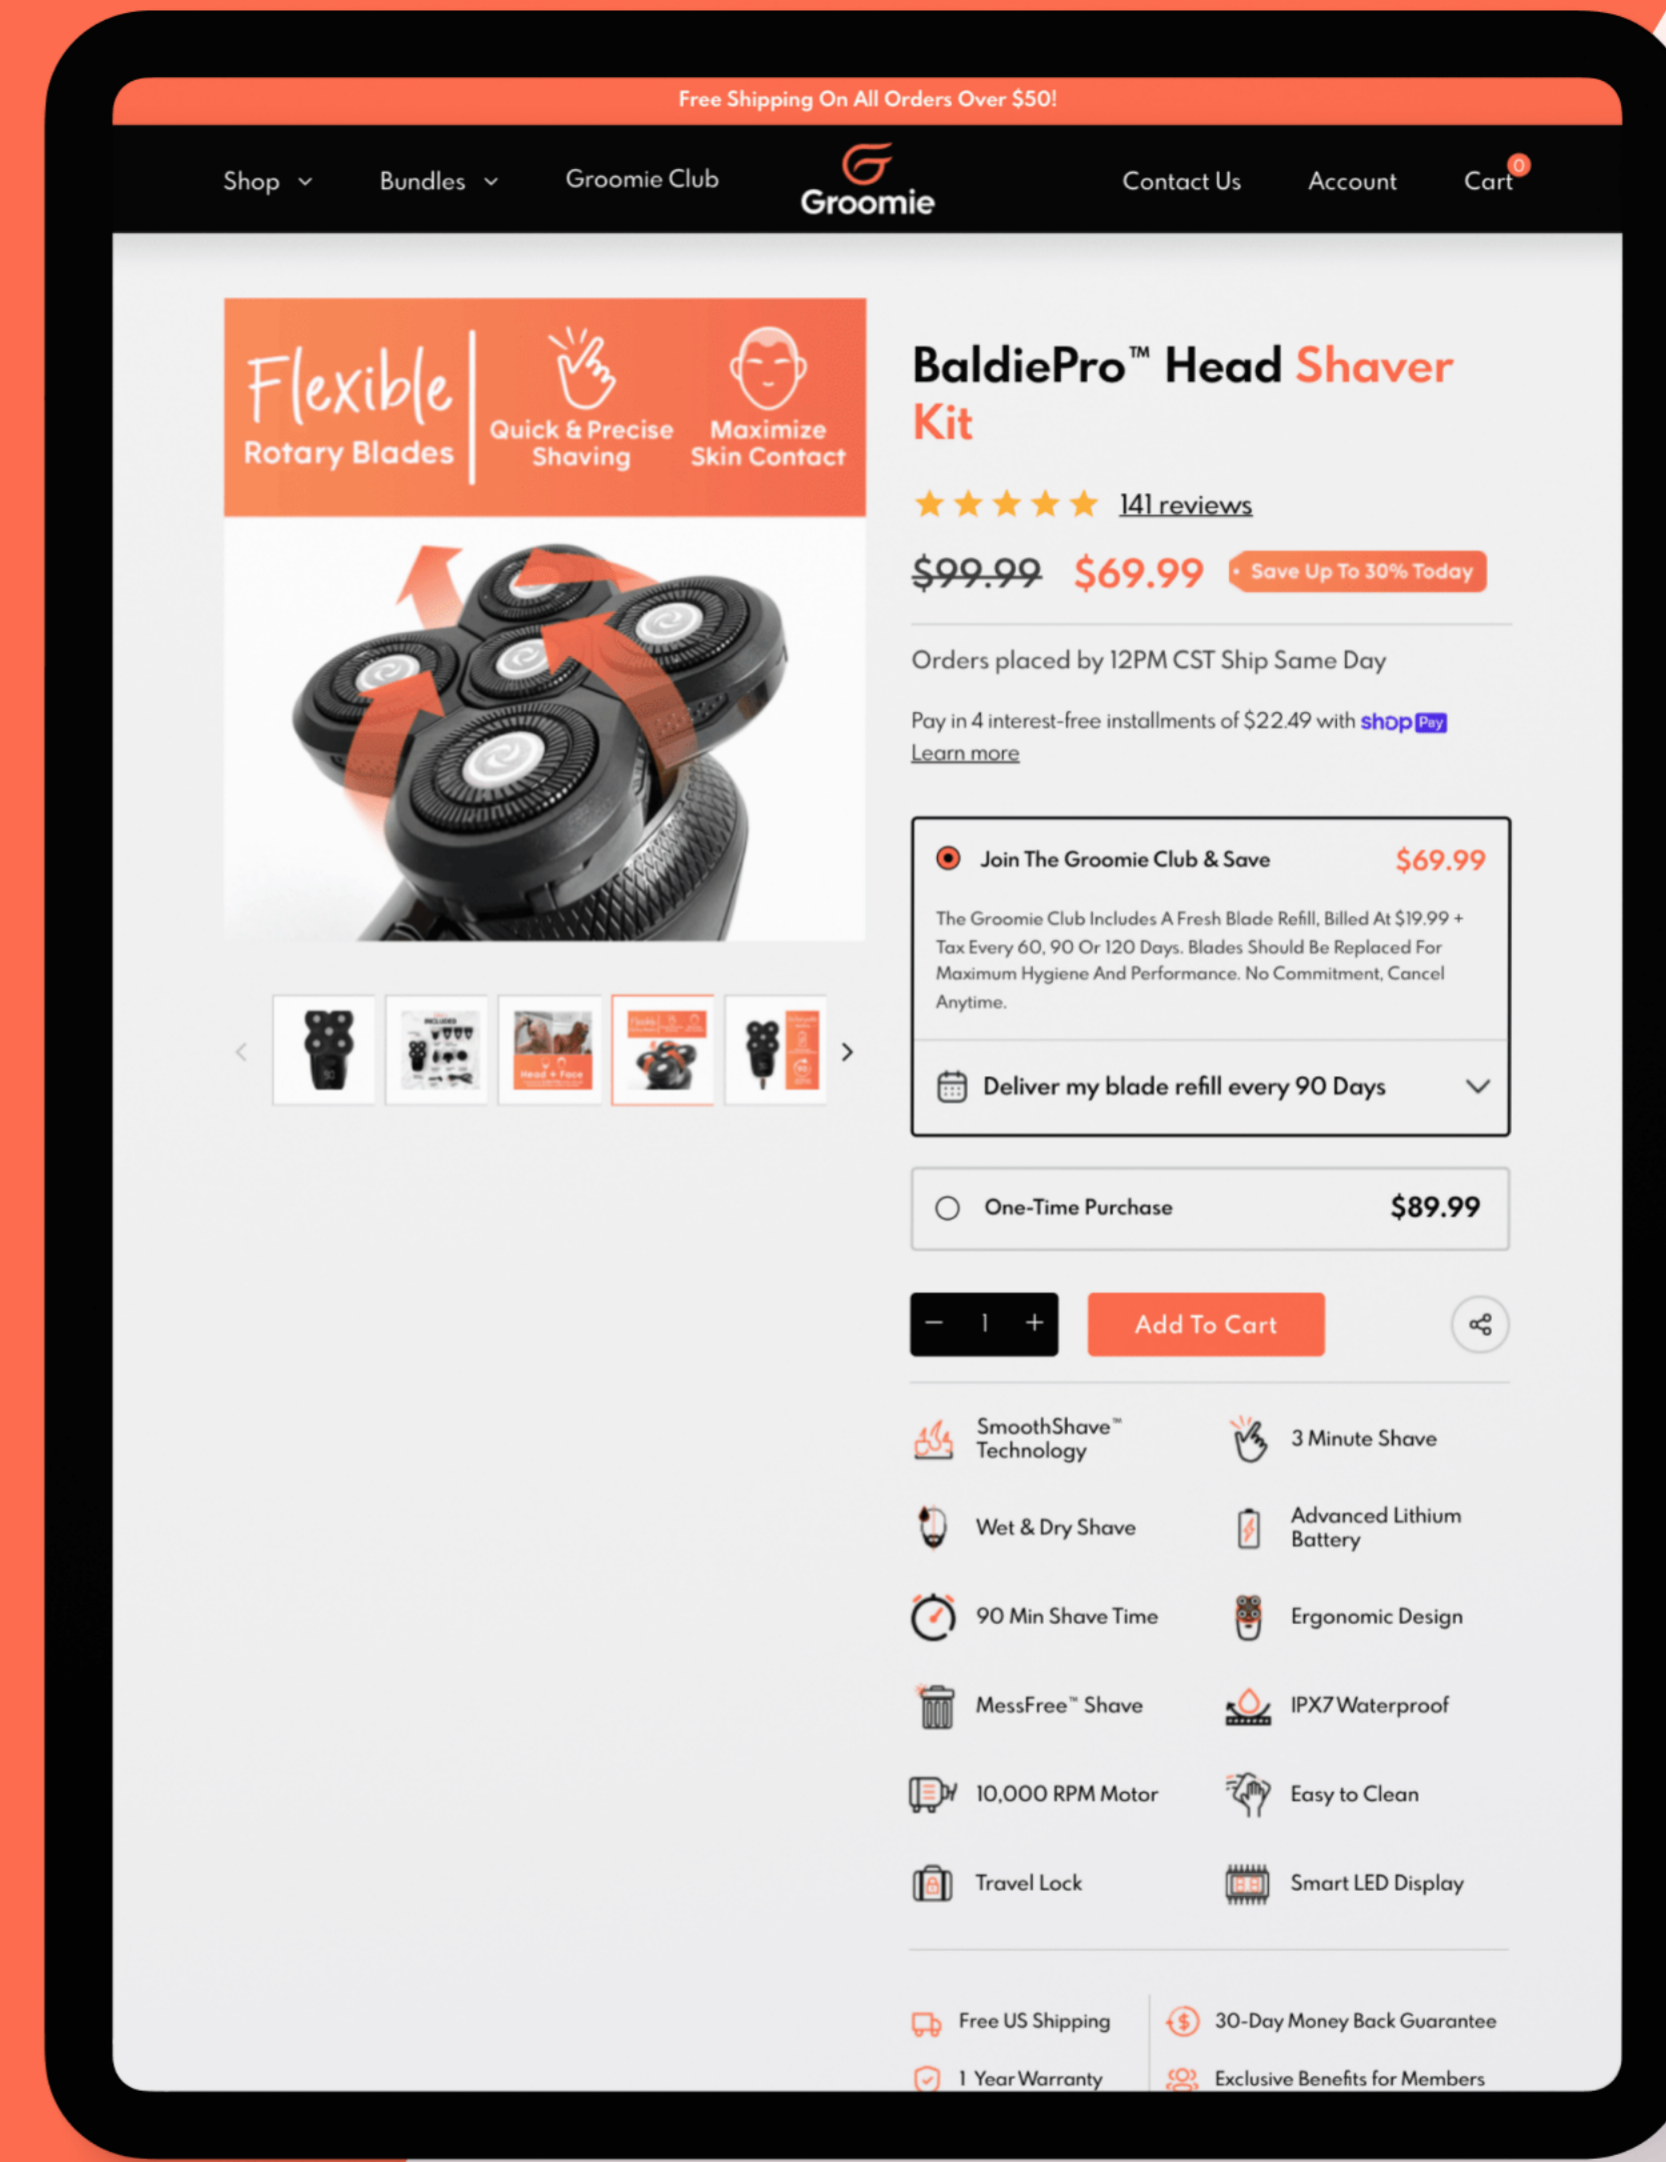 Free Shipping On All Orders Over $50!
Shop
Bundles
Groomie Club
Groomie
Contact Us
Account
Cart
0
Flexible
Rotary Blades
Quick & Precise
Shaving
Maximize
Skin Contact
BaldiePro™ Head Shaver
Kit
141 reviews
$99.99 $69.99 Save Up To 30% Today
Orders placed by 12PM CST Ship Same Day
Pay in 4 interest-free installments of $22.49 with shop Pay
Learn more
Join The Groomie Club & Save $69.99
The Groomie Club Includes A Fresh Blade Refill, Billed At $19.99 +
Tax Every 60, 90 Or 120 Days. Blades Should Be Replaced For
Maximum Hygiene And Performance. No Commitment, Cancel
Anytime.
Deliver my blade refill every 90 Days
One-Time Purchase $89.99
INCLUDED
Head + Face
Flexible
90
− 1 +
Add To Cart
SmoothShave™
Technology
3 Minute Shave
Wet & Dry Shave
Advanced Lithium
Battery
90 Min Shave Time
Ergonomic Design
MessFree™ Shave
IPX7 Waterproof
10,000 RPM Motor
Easy to Clean
Travel Lock
Smart LED Display
Free US Shipping
30-Day Money Back Guarantee
1 Year Warranty
Exclusive Benefits for Members